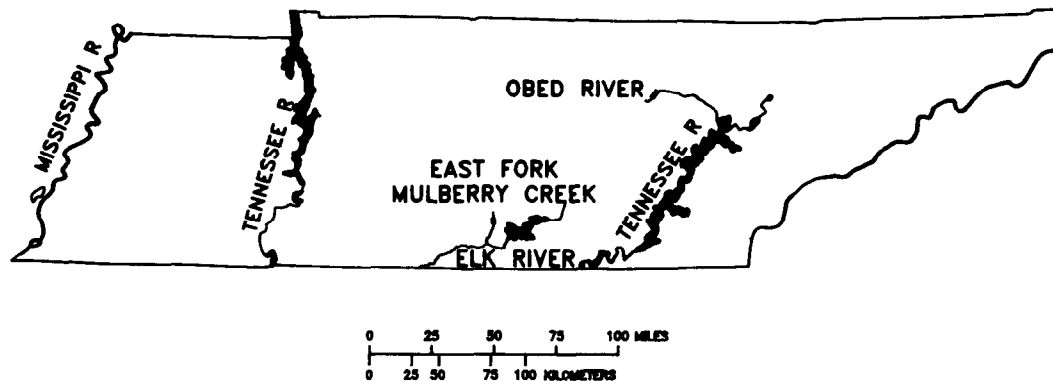 MISSISSIPPI R
TENNESSEE R
OBED RIVER
TENNESSEE R
EAST FORK
MULBERRY CREEK
ELK RIVER
0 25 50 75 100 MILES
0 25 50 75 100 KILOMETERS